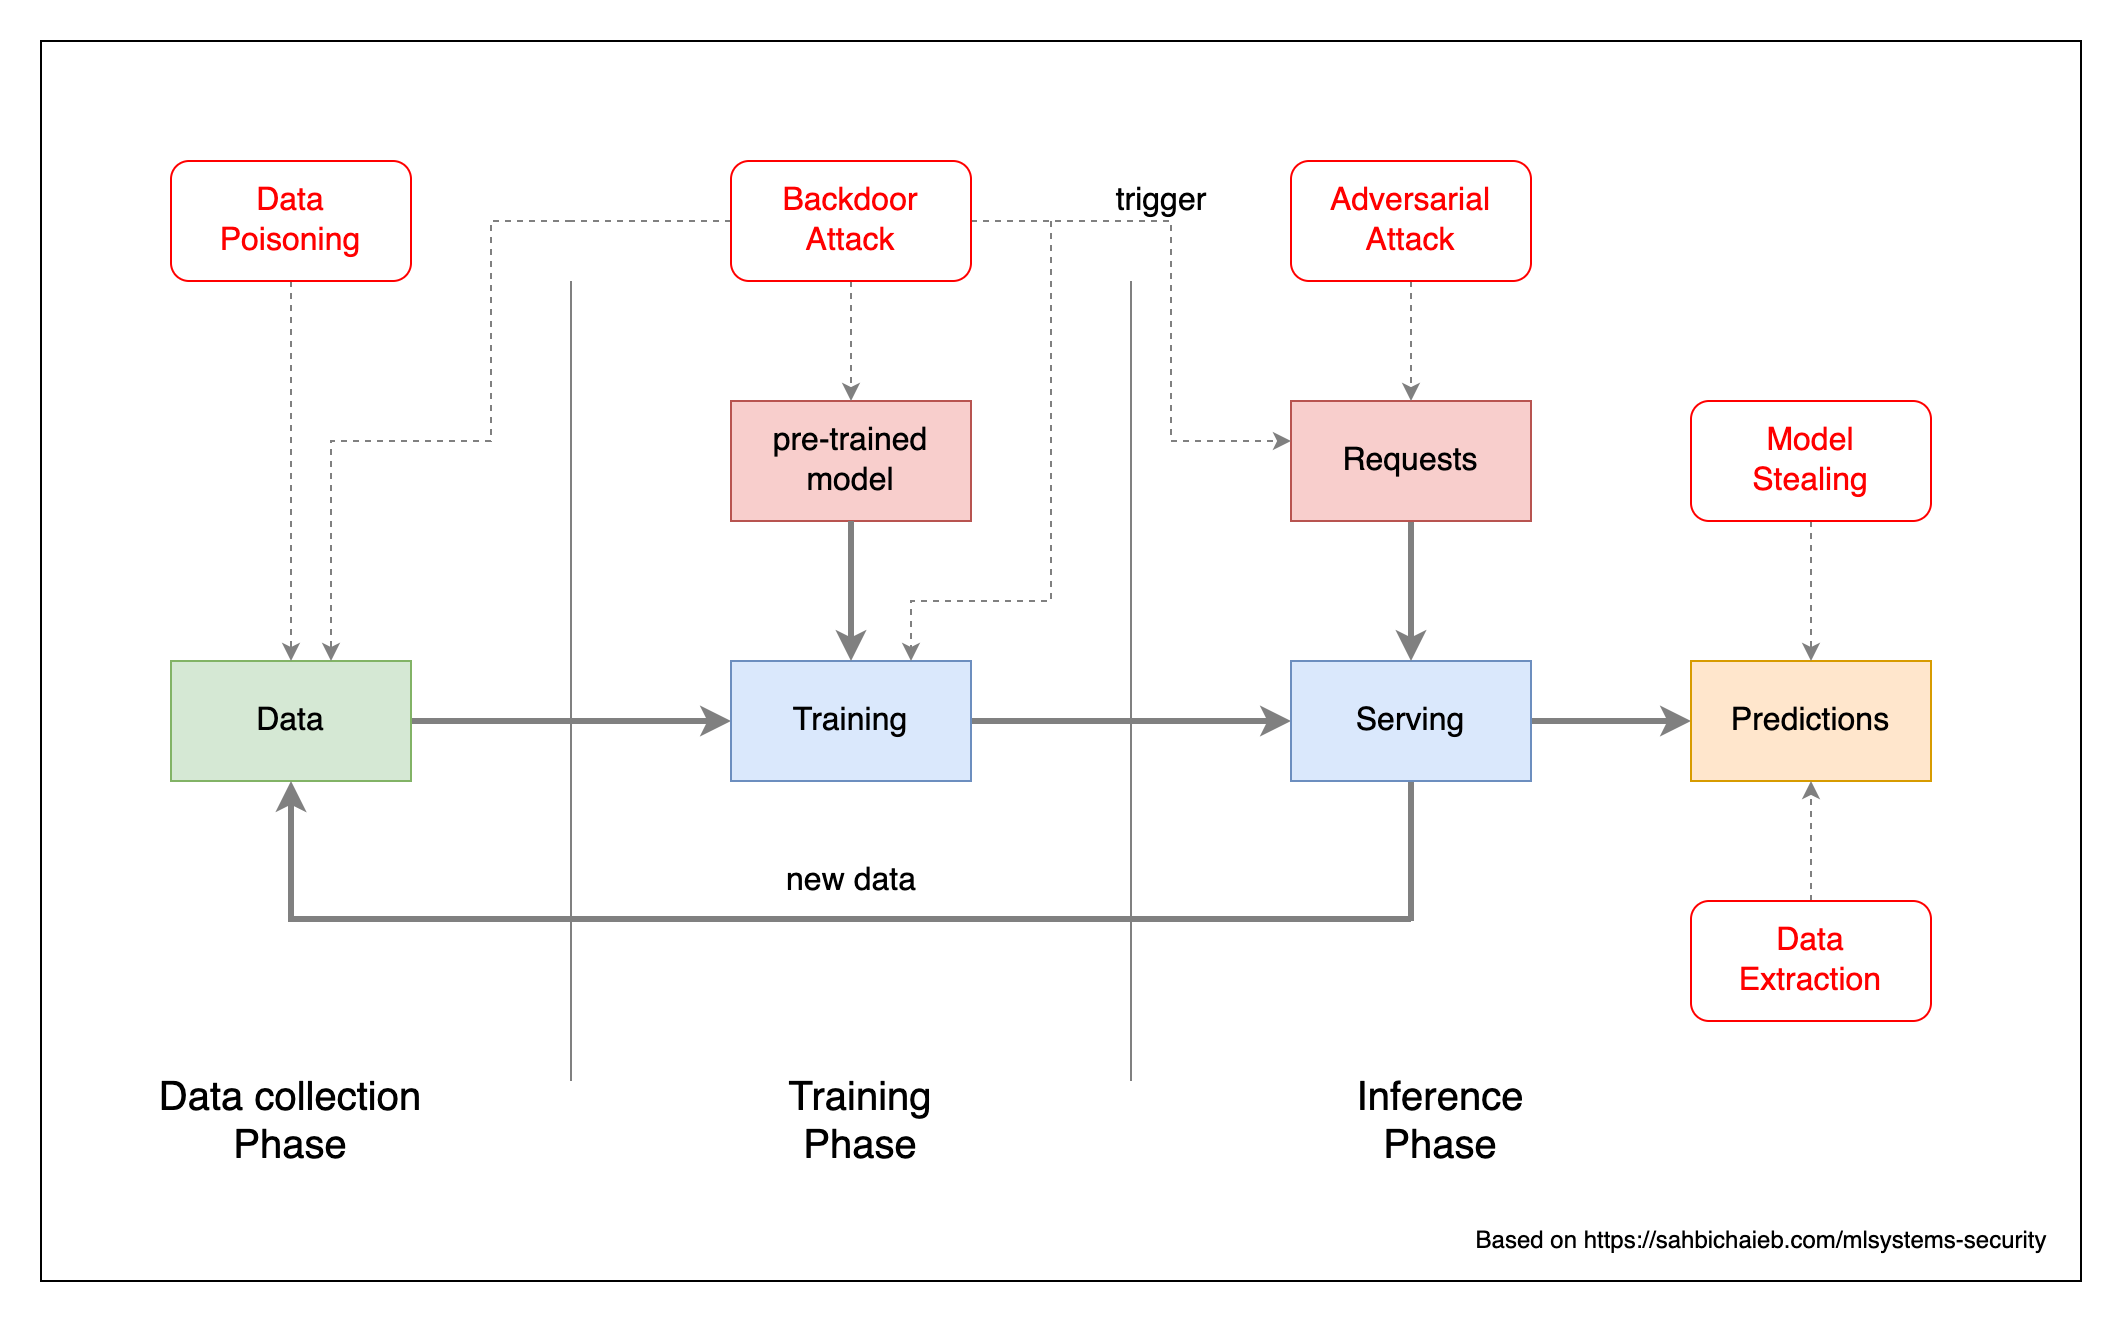 Data
Poisoning
Backdoor
Attack
trigger
Adversarial
Attack
pre-trained
model
Requests
Model
Stealing
Data
Training
Serving
Predictions
new data
Data
Extraction
Data collection
Phase
Training
Phase
Inference
Phase
Based on https://sahbichaieb.com/mlsystems-security